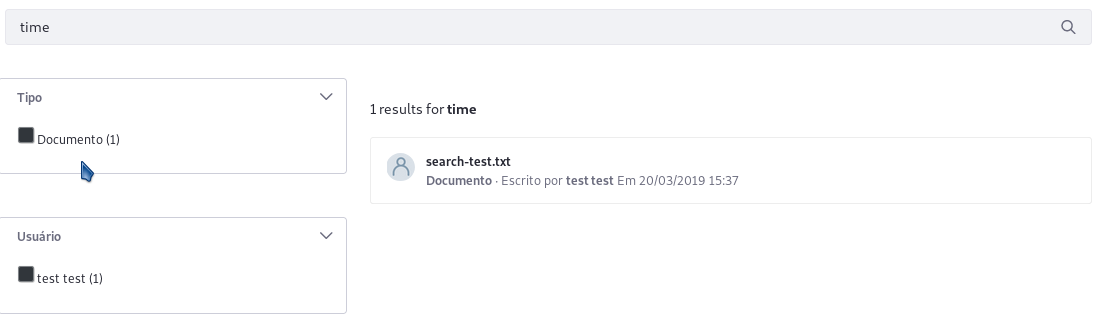 time
Tipo
Documento (1)
Usuário
test test (1)
1 results for time
search-test.txt
Documento · Escrito por test test Em 20/03/2019 15:37